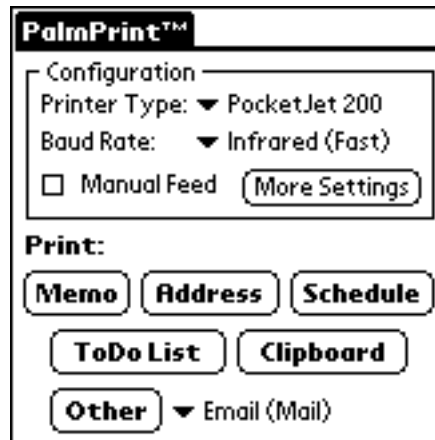 PalmPrint™
Configuration
Printer Type: PocketJet 200
Baud Rate: Infrared (Fast)
Manual Feed More Settings
Print:
Memo Address Schedule
ToDo List Clipboard
Other Email (Mail)